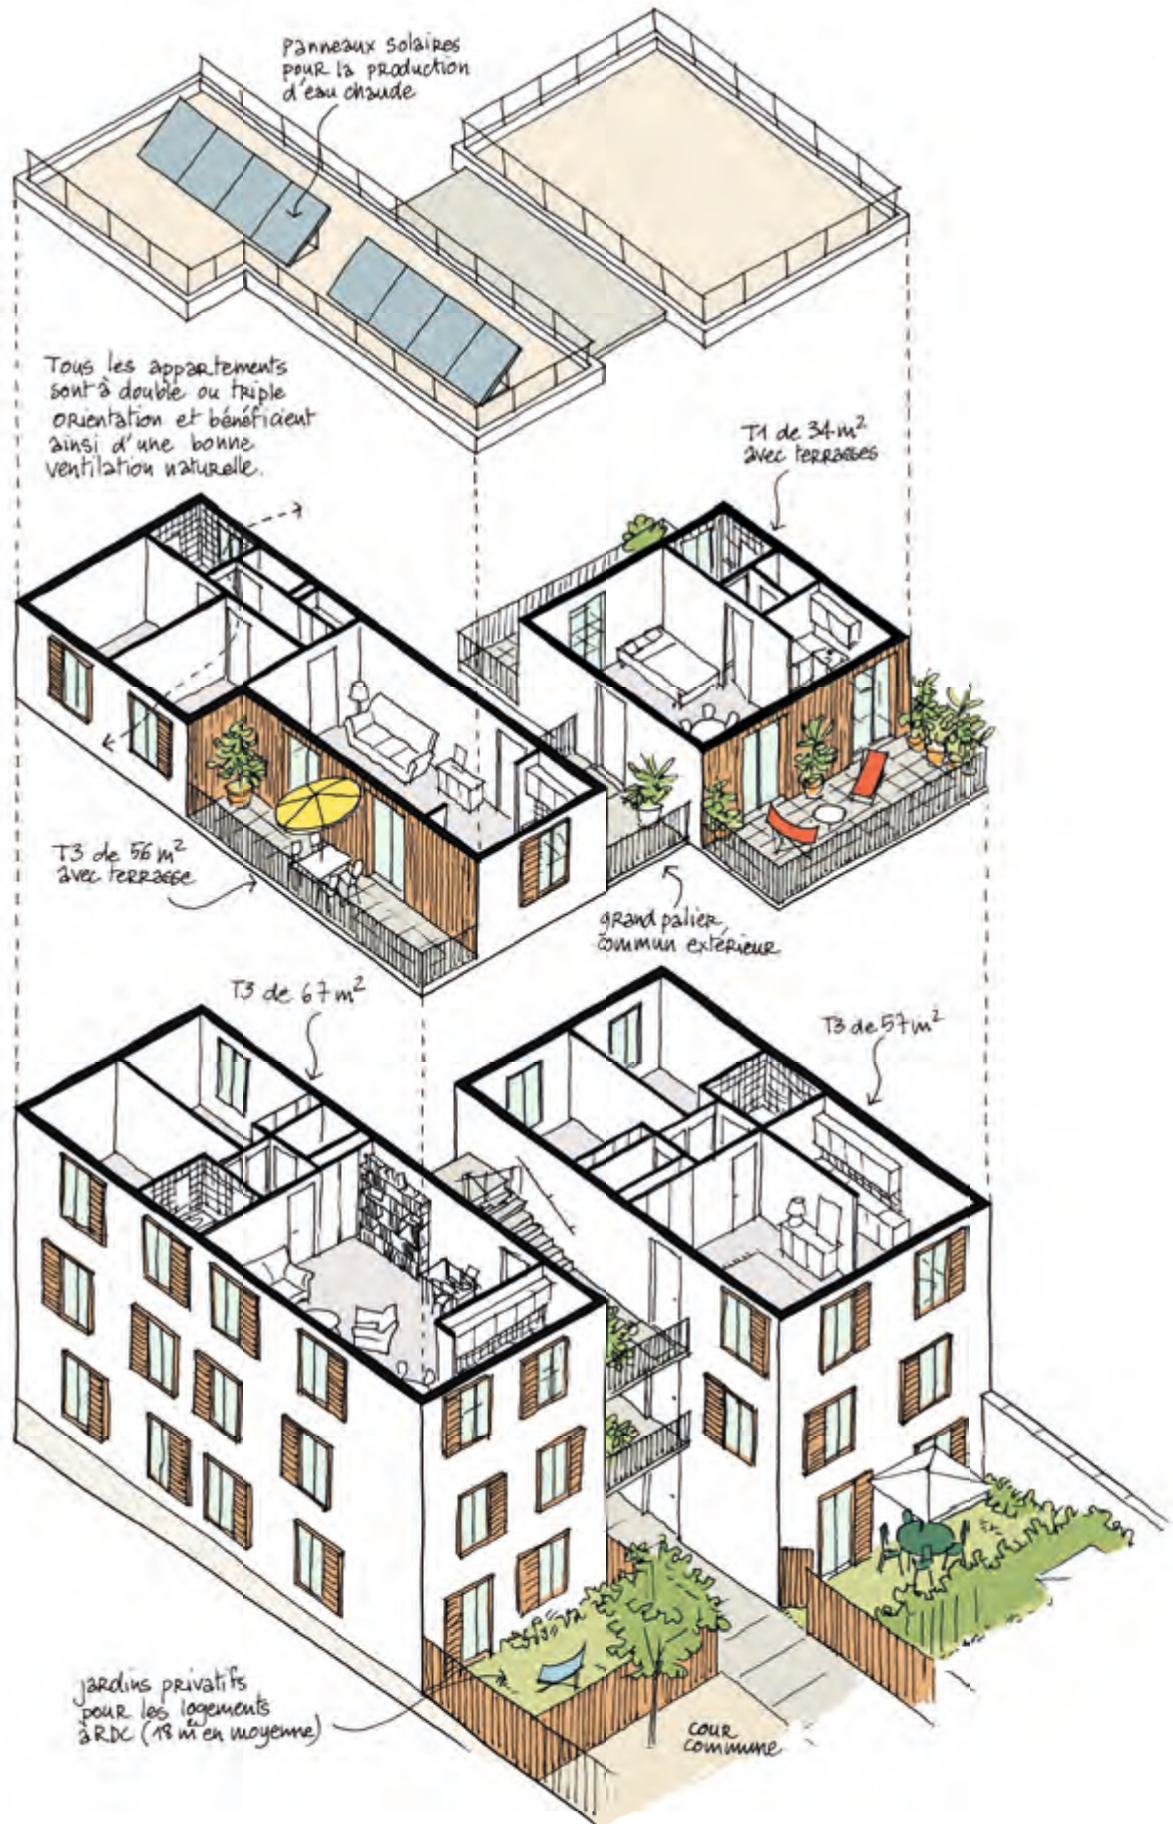 panneaux solaires
pour la production
d'eau chaude
Tous les appartements
sont à double ou triple
orientation et bénéficient
ainsi d'une bonne
ventilation naturelle.
T1 de 34 m²
avec terrasses
T3 de 56 m²
avec terrasse
grand palier
commun extérieur
T3 de 67 m²
T3 de 57 m²
jardins privatifs
pour les logements
à RDC (18 m² en moyenne)
cour
commune